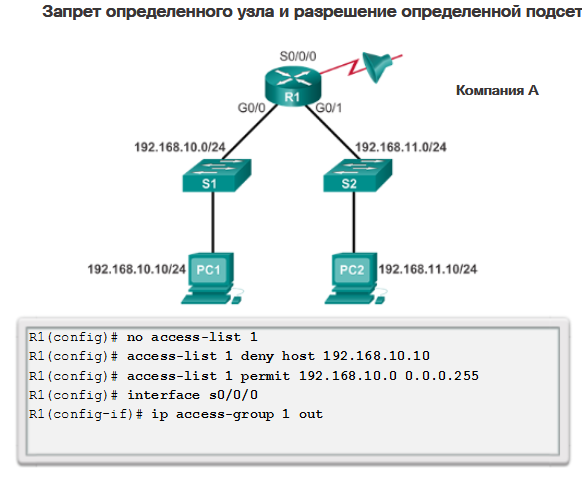 Запрет определенного узла и разрешение определенной подсет
S0/0/0
Компания А
R1
G0/0
G0/1
192.168.10.0/24
192.168.11.0/24
S1
S2
192.168.10.10/24
PC1
PC2
192.168.11.10/24
R1(config)# no access-list 1
R1(config)# access-list 1 deny host 192.168.10.10
R1(config)# access-list 1 permit 192.168.10.0 0.0.0.255
R1(config)# interface s0/0/0
R1(config-if)# ip access-group 1 out